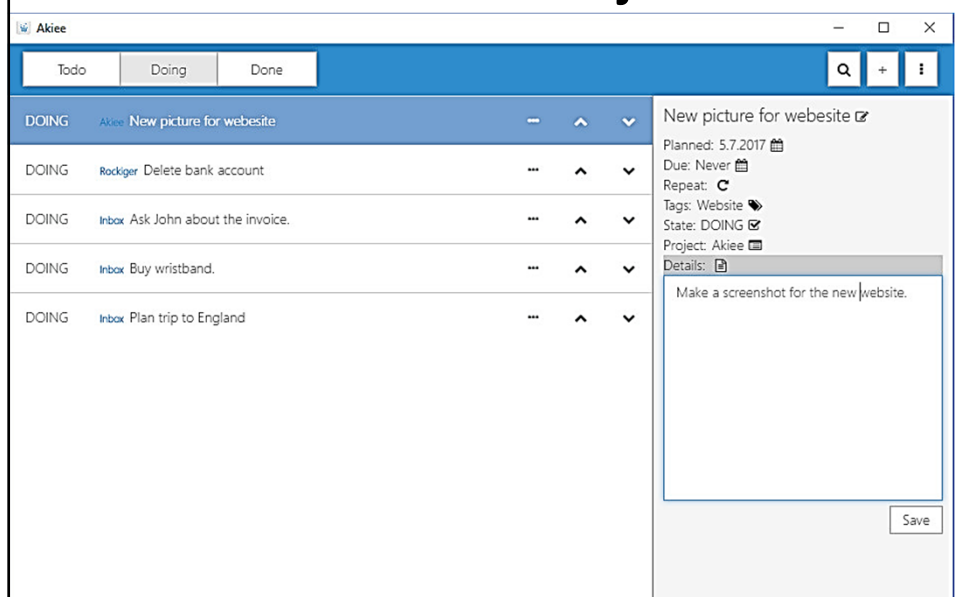 Akiee
Todo Doing Done
DOING Akiee New picture for webesite
DOING Rockiger Delete bank account
DOING Inbox Ask John about the invoice.
DOING Inbox Buy wristband.
DOING Inbox Plan trip to England
New picture for webesite
Planned: 5.7.2017
Due: Never
Repeat:
Tags: Website
State: DOING
Project: Akiee
Details:
Make a screenshot for the new website.
Save